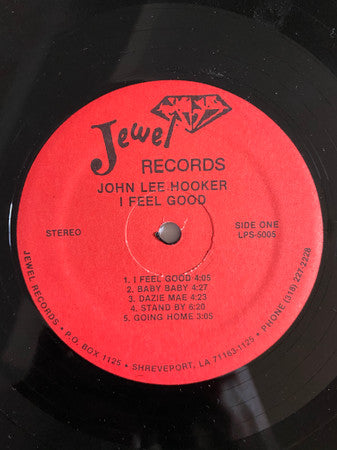 Jewel
RECORDS
JOHN LEE HOOKER
I FEEL GOOD
STEREO
SIDE ONE
LPS-5005
1. I FEEL GOOD 4:05
2. BABY BABY 4:27
3. DAZIE MAE 4:23
4. STAND BY 6:20
5. GOING HOME 3:05
JEWEL RECORDS • P.O. BOX 1125 • SHREVEPORT, LA 71163-1125 • PHONE (318) 227-2228